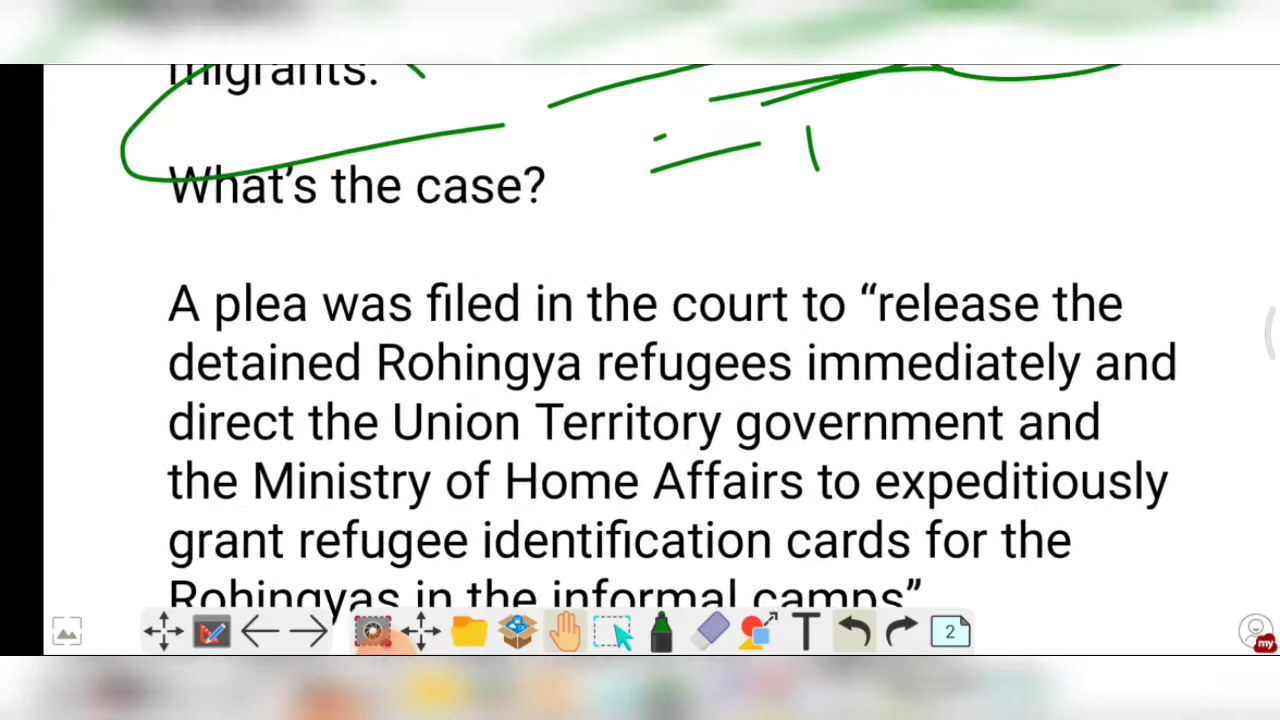 migrants.
What's the case?
A plea was filed in the court to “release the
detained Rohingya refugees immediately and
direct the Union Territory government and
the Ministry of Home Affairs to expeditiously
grant refugee identification cards for the
Rohingyas in the informal camps”
T
2
my